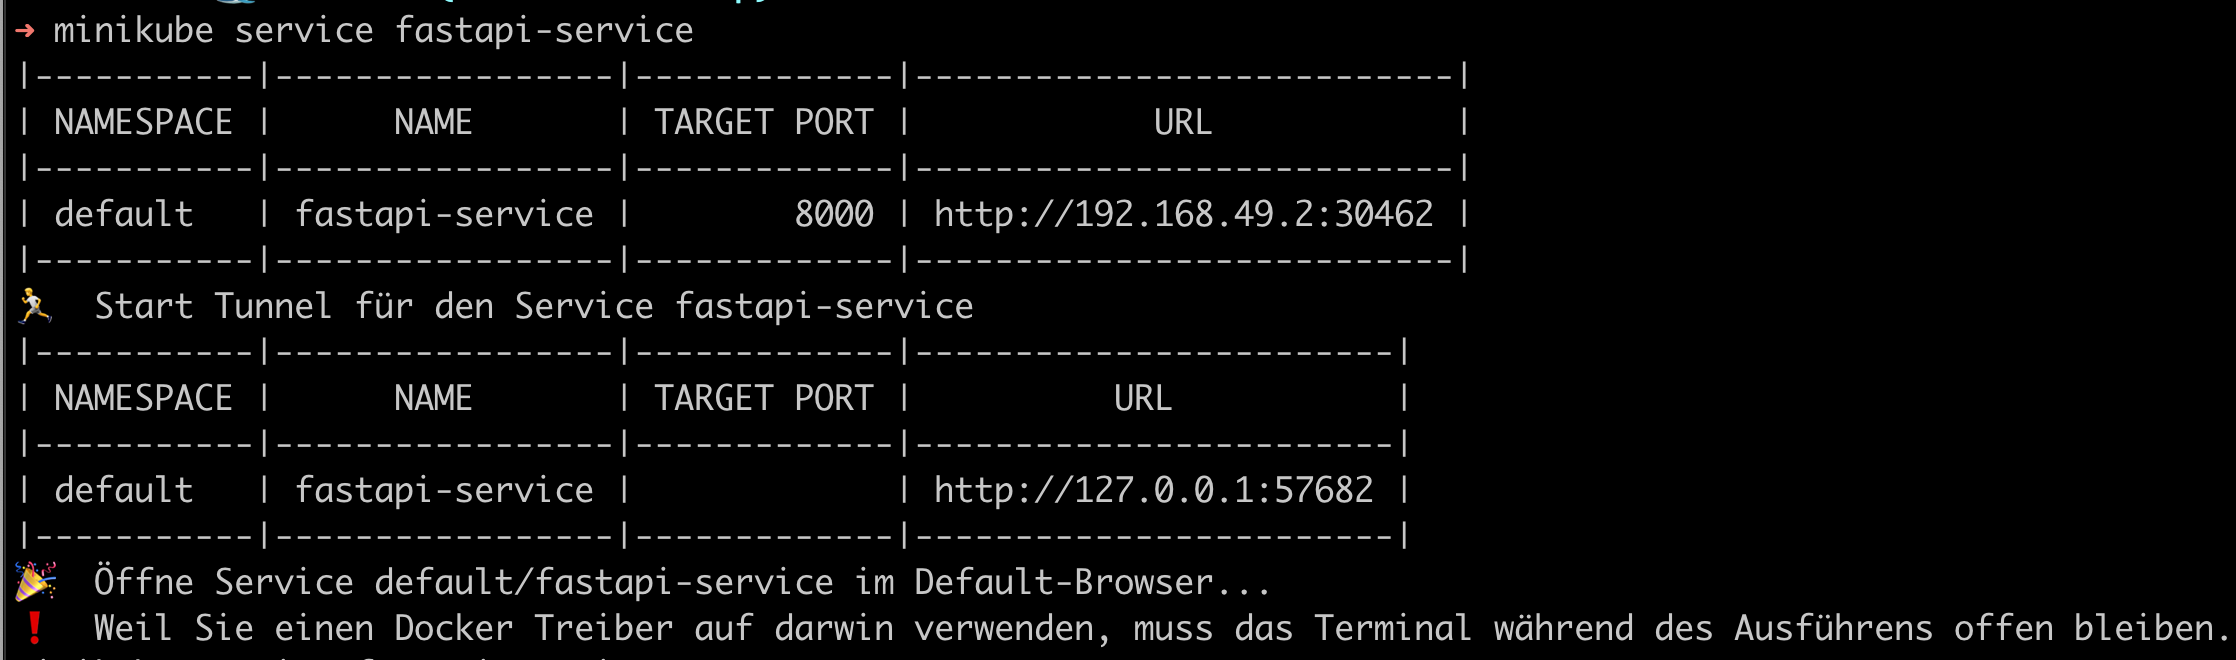 ➜ minikube service fastapi-service
|-----------|-----------------|-------------|---------------------------|
| NAMESPACE |      NAME       | TARGET PORT |            URL            |
|-----------|-----------------|-------------|---------------------------|
| default   | fastapi-service |        8000 | http://192.168.49.2:30462 |
|-----------|-----------------|-------------|---------------------------|
🏃  Start Tunnel für den Service fastapi-service
|-----------|-----------------|-------------|------------------------|
| NAMESPACE |      NAME       | TARGET PORT |          URL           |
|-----------|-----------------|-------------|------------------------|
| default   | fastapi-service |             | http://127.0.0.1:57682 |
|-----------|-----------------|-------------|------------------------|
🎉  Öffne Service default/fastapi-service im Default-Browser...
❗  Weil Sie einen Docker Treiber auf darwin verwenden, muss das Terminal während des Ausführens offen bleiben.